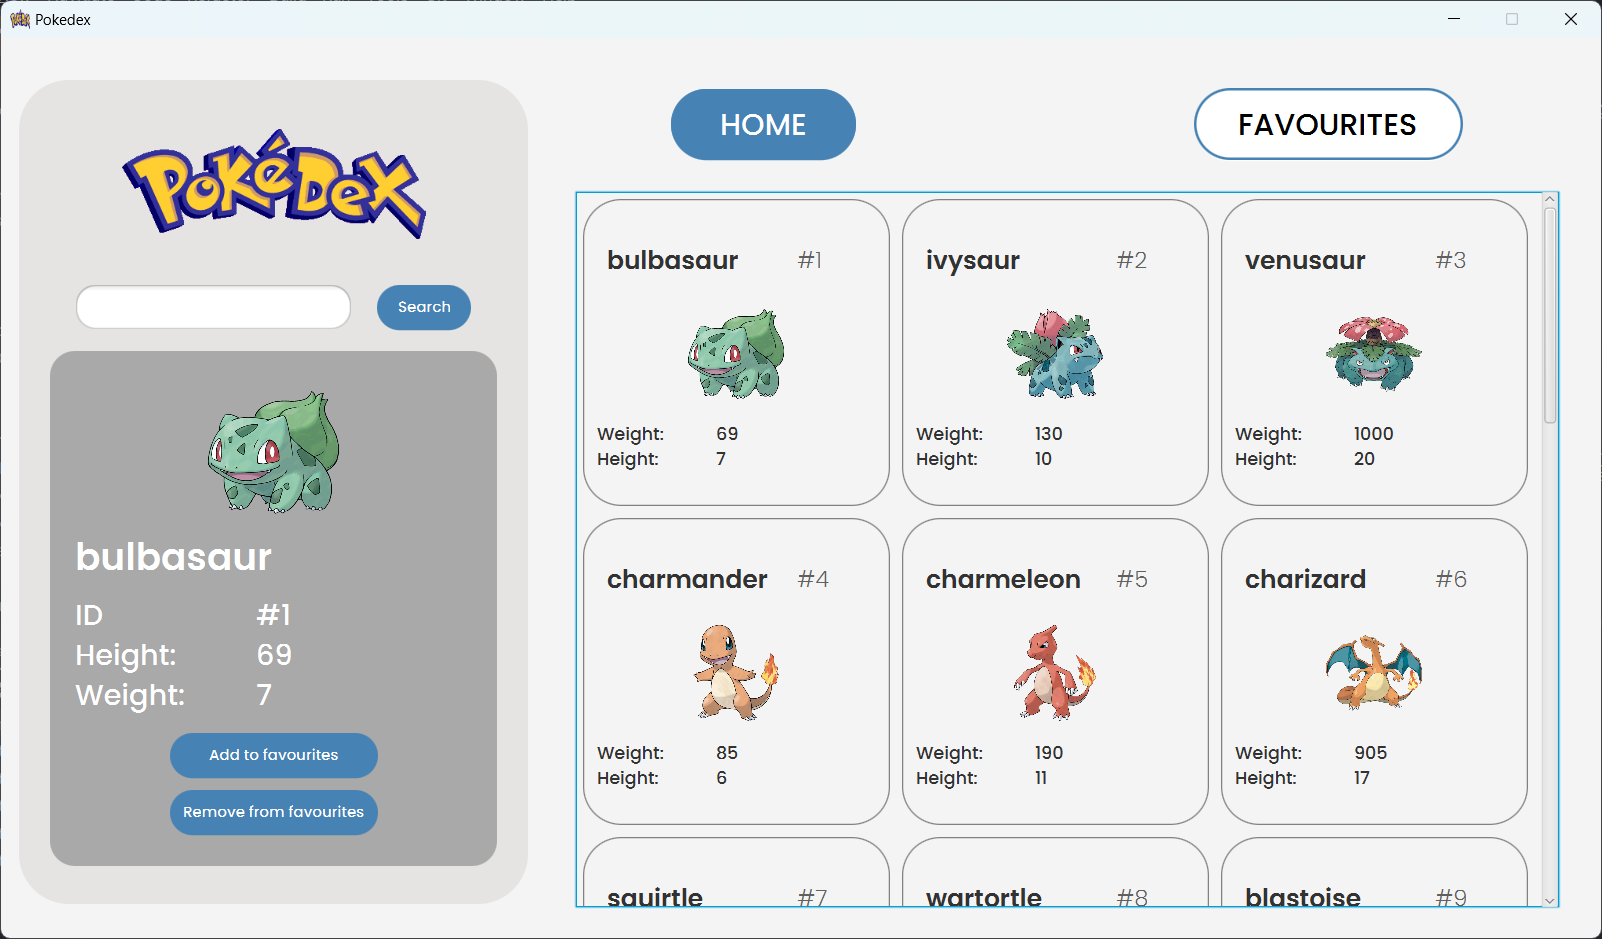 Pokedex
POKéDEX
Search
bulbasaur
ID #1
Height: 69
Weight: 7
Add to favourites
Remove from favourites
HOME FAVOURITES
bulbasaur #1
Weight: 69
Height: 7
ivysaur #2
Weight: 130
Height: 10
venusaur #3
Weight: 1000
Height: 20
charmander #4
Weight: 85
Height: 6
charmeleon #5
Weight: 190
Height: 11
charizard #6
Weight: 905
Height: 17
squirtle #7
wartortle #8
blastoise #9